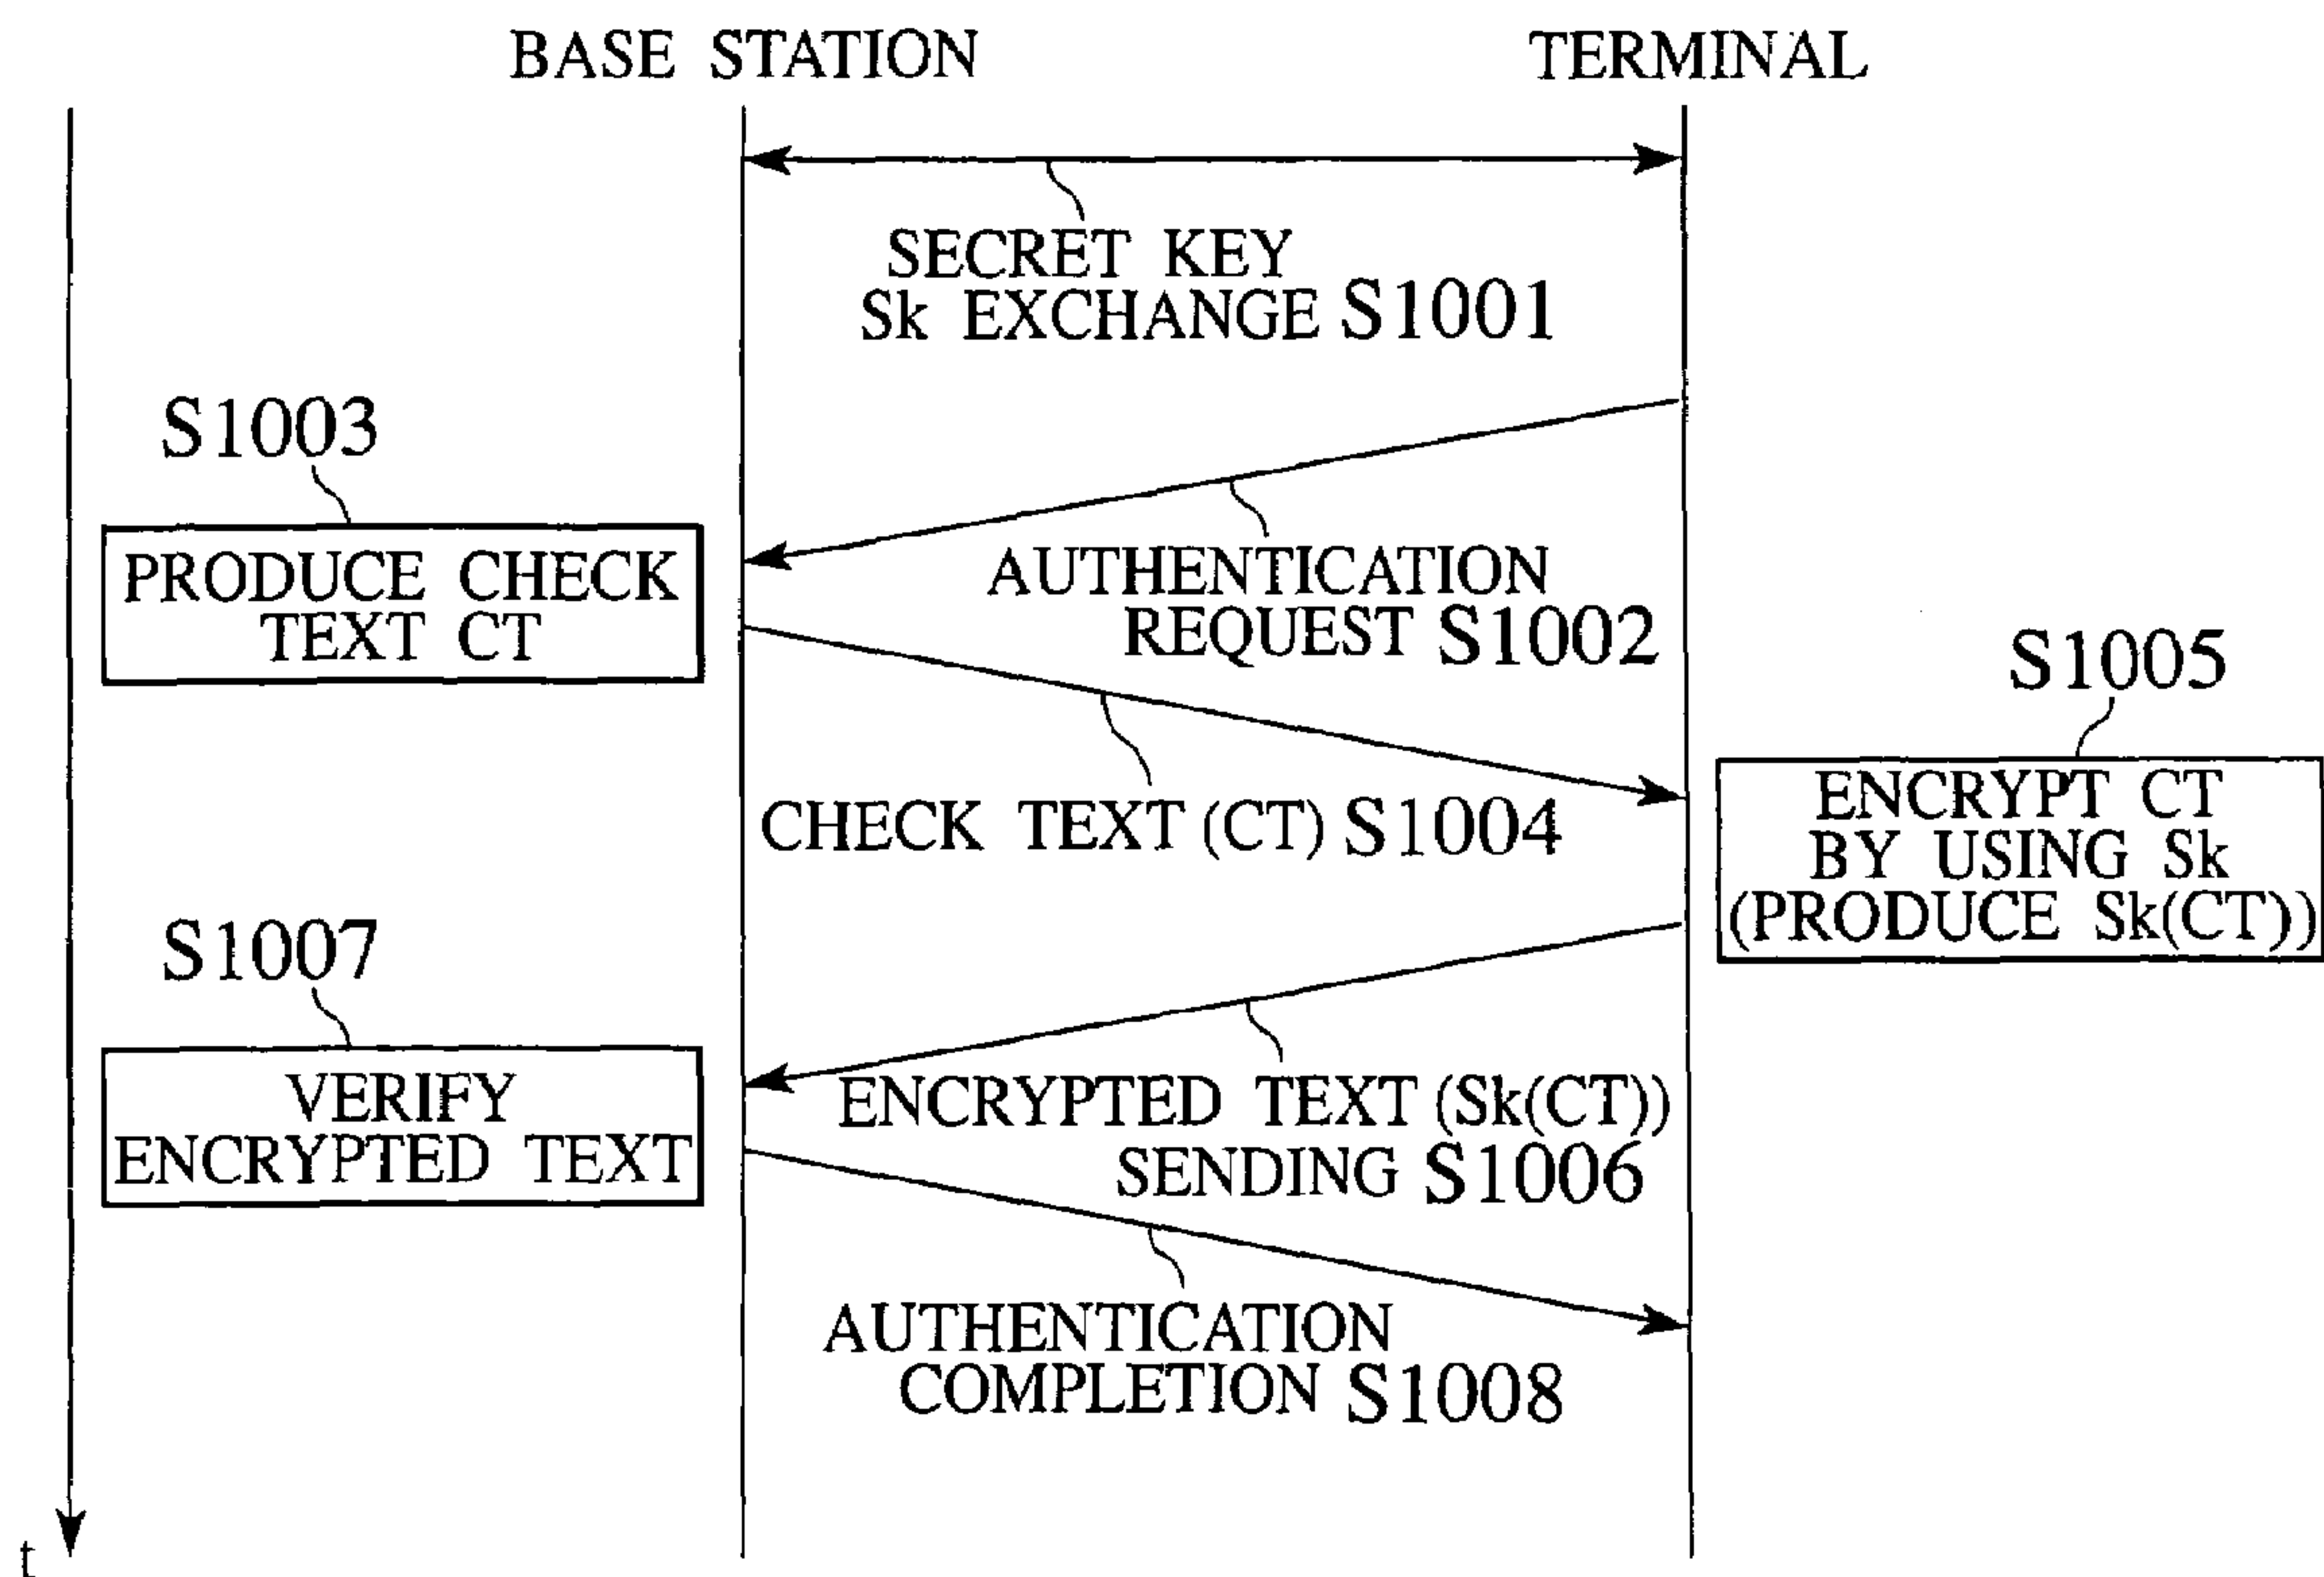 BASE STATION
TERMINAL
SECRET KEY
Sk EXCHANGE S1001
S1003
PRODUCE CHECK
TEXT CT
AUTHENTICATION
REQUEST S1002
S1005
CHECK TEXT (CT) S1004
ENCRYPT CT
BY USING Sk
(PRODUCE Sk(CT))
S1007
VERIFY
ENCRYPTED TEXT
ENCRYPTED TEXT (Sk(CT))
SENDING S1006
AUTHENTICATION
COMPLETION S1008
t